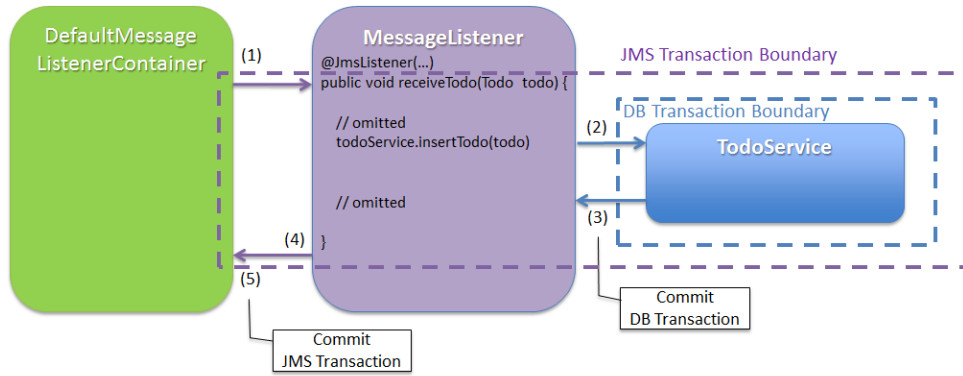 DefaultMessage
ListenerContainer
(1)
MessageListener
@JmsListener(...)
public void receiveTodo(Todo todo) {
// omitted
todoService.insertTodo(todo)
// omitted
}
JMS Transaction Boundary
DB Transaction Boundary
(2)
TodoService
(3)
(4)
(5)
Commit
DB Transaction
Commit
JMS Transaction